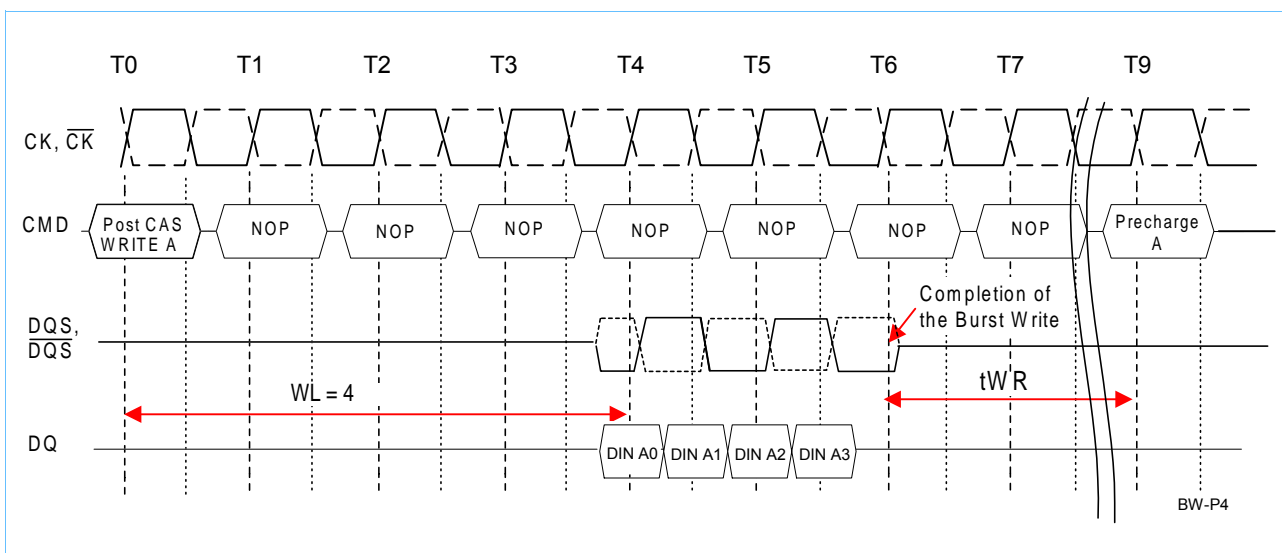 T0 T1 T2 T3 T4 T5 T6 T7 T9
CK, CK
CMD
Post CAS
WRITE A
NOP NOP NOP NOP NOP NOP NOP
Precharge
A
Completion of
the Burst Write
DQS,
DQS
WL = 4
tWR
DQ
DIN A0 DIN A1 DIN A2 DIN A3
BW-P4